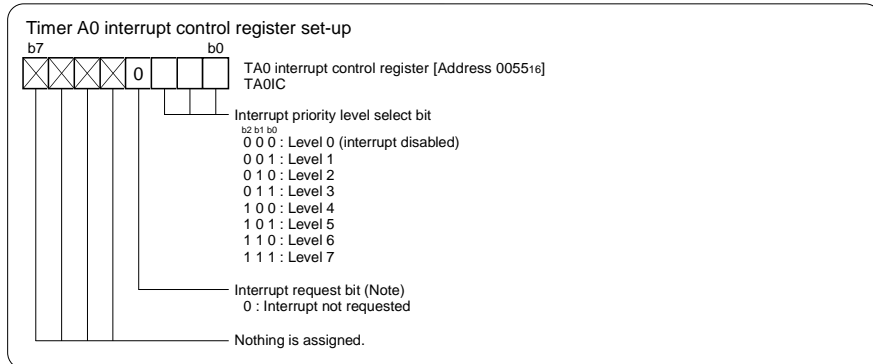 Timer A0 interrupt control register set-up
b7 b0
0
TA0 interrupt control register [Address 005516]
TA0IC
Interrupt priority level select bit
b2 b1 b0
0 0 0 : Level 0 (interrupt disabled)
0 0 1 : Level 1
0 1 0 : Level 2
0 1 1 : Level 3
1 0 0 : Level 4
1 0 1 : Level 5
1 1 0 : Level 6
1 1 1 : Level 7
Interrupt request bit (Note)
0 : Interrupt not requested
Nothing is assigned.